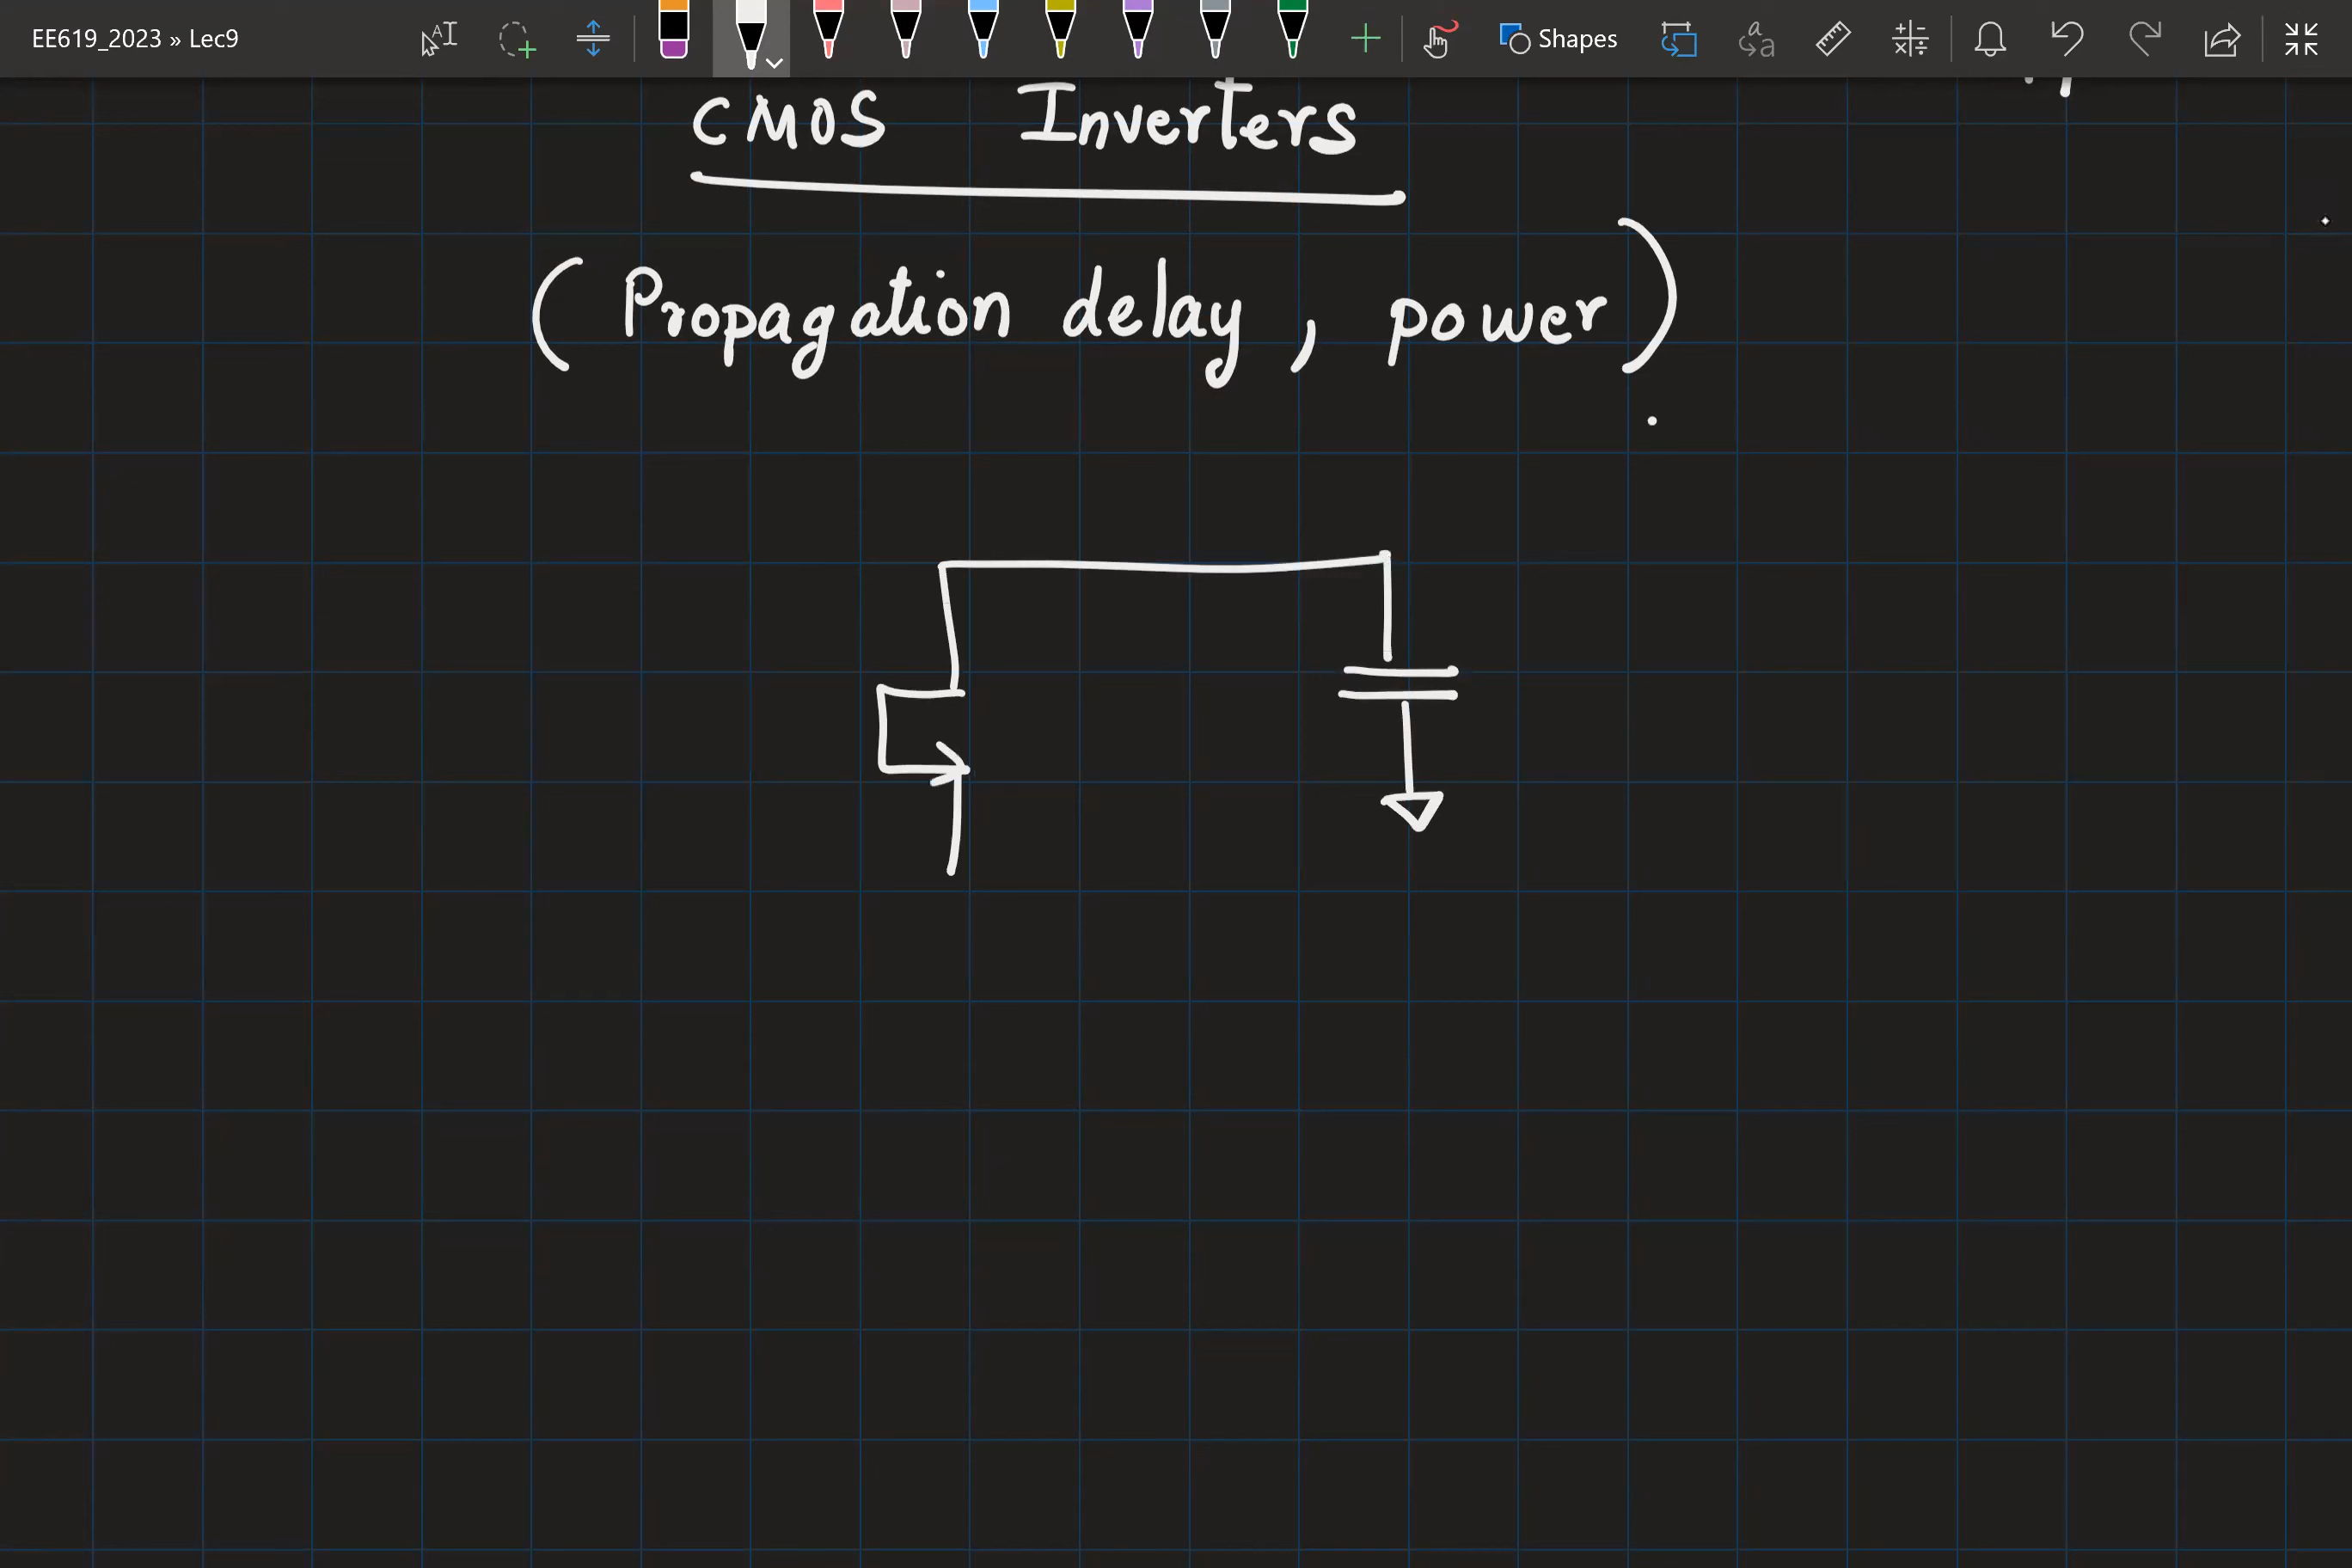 EE619_2023 » Lec9
Shapes
CMOS Inverters
(Propagation delay, power)